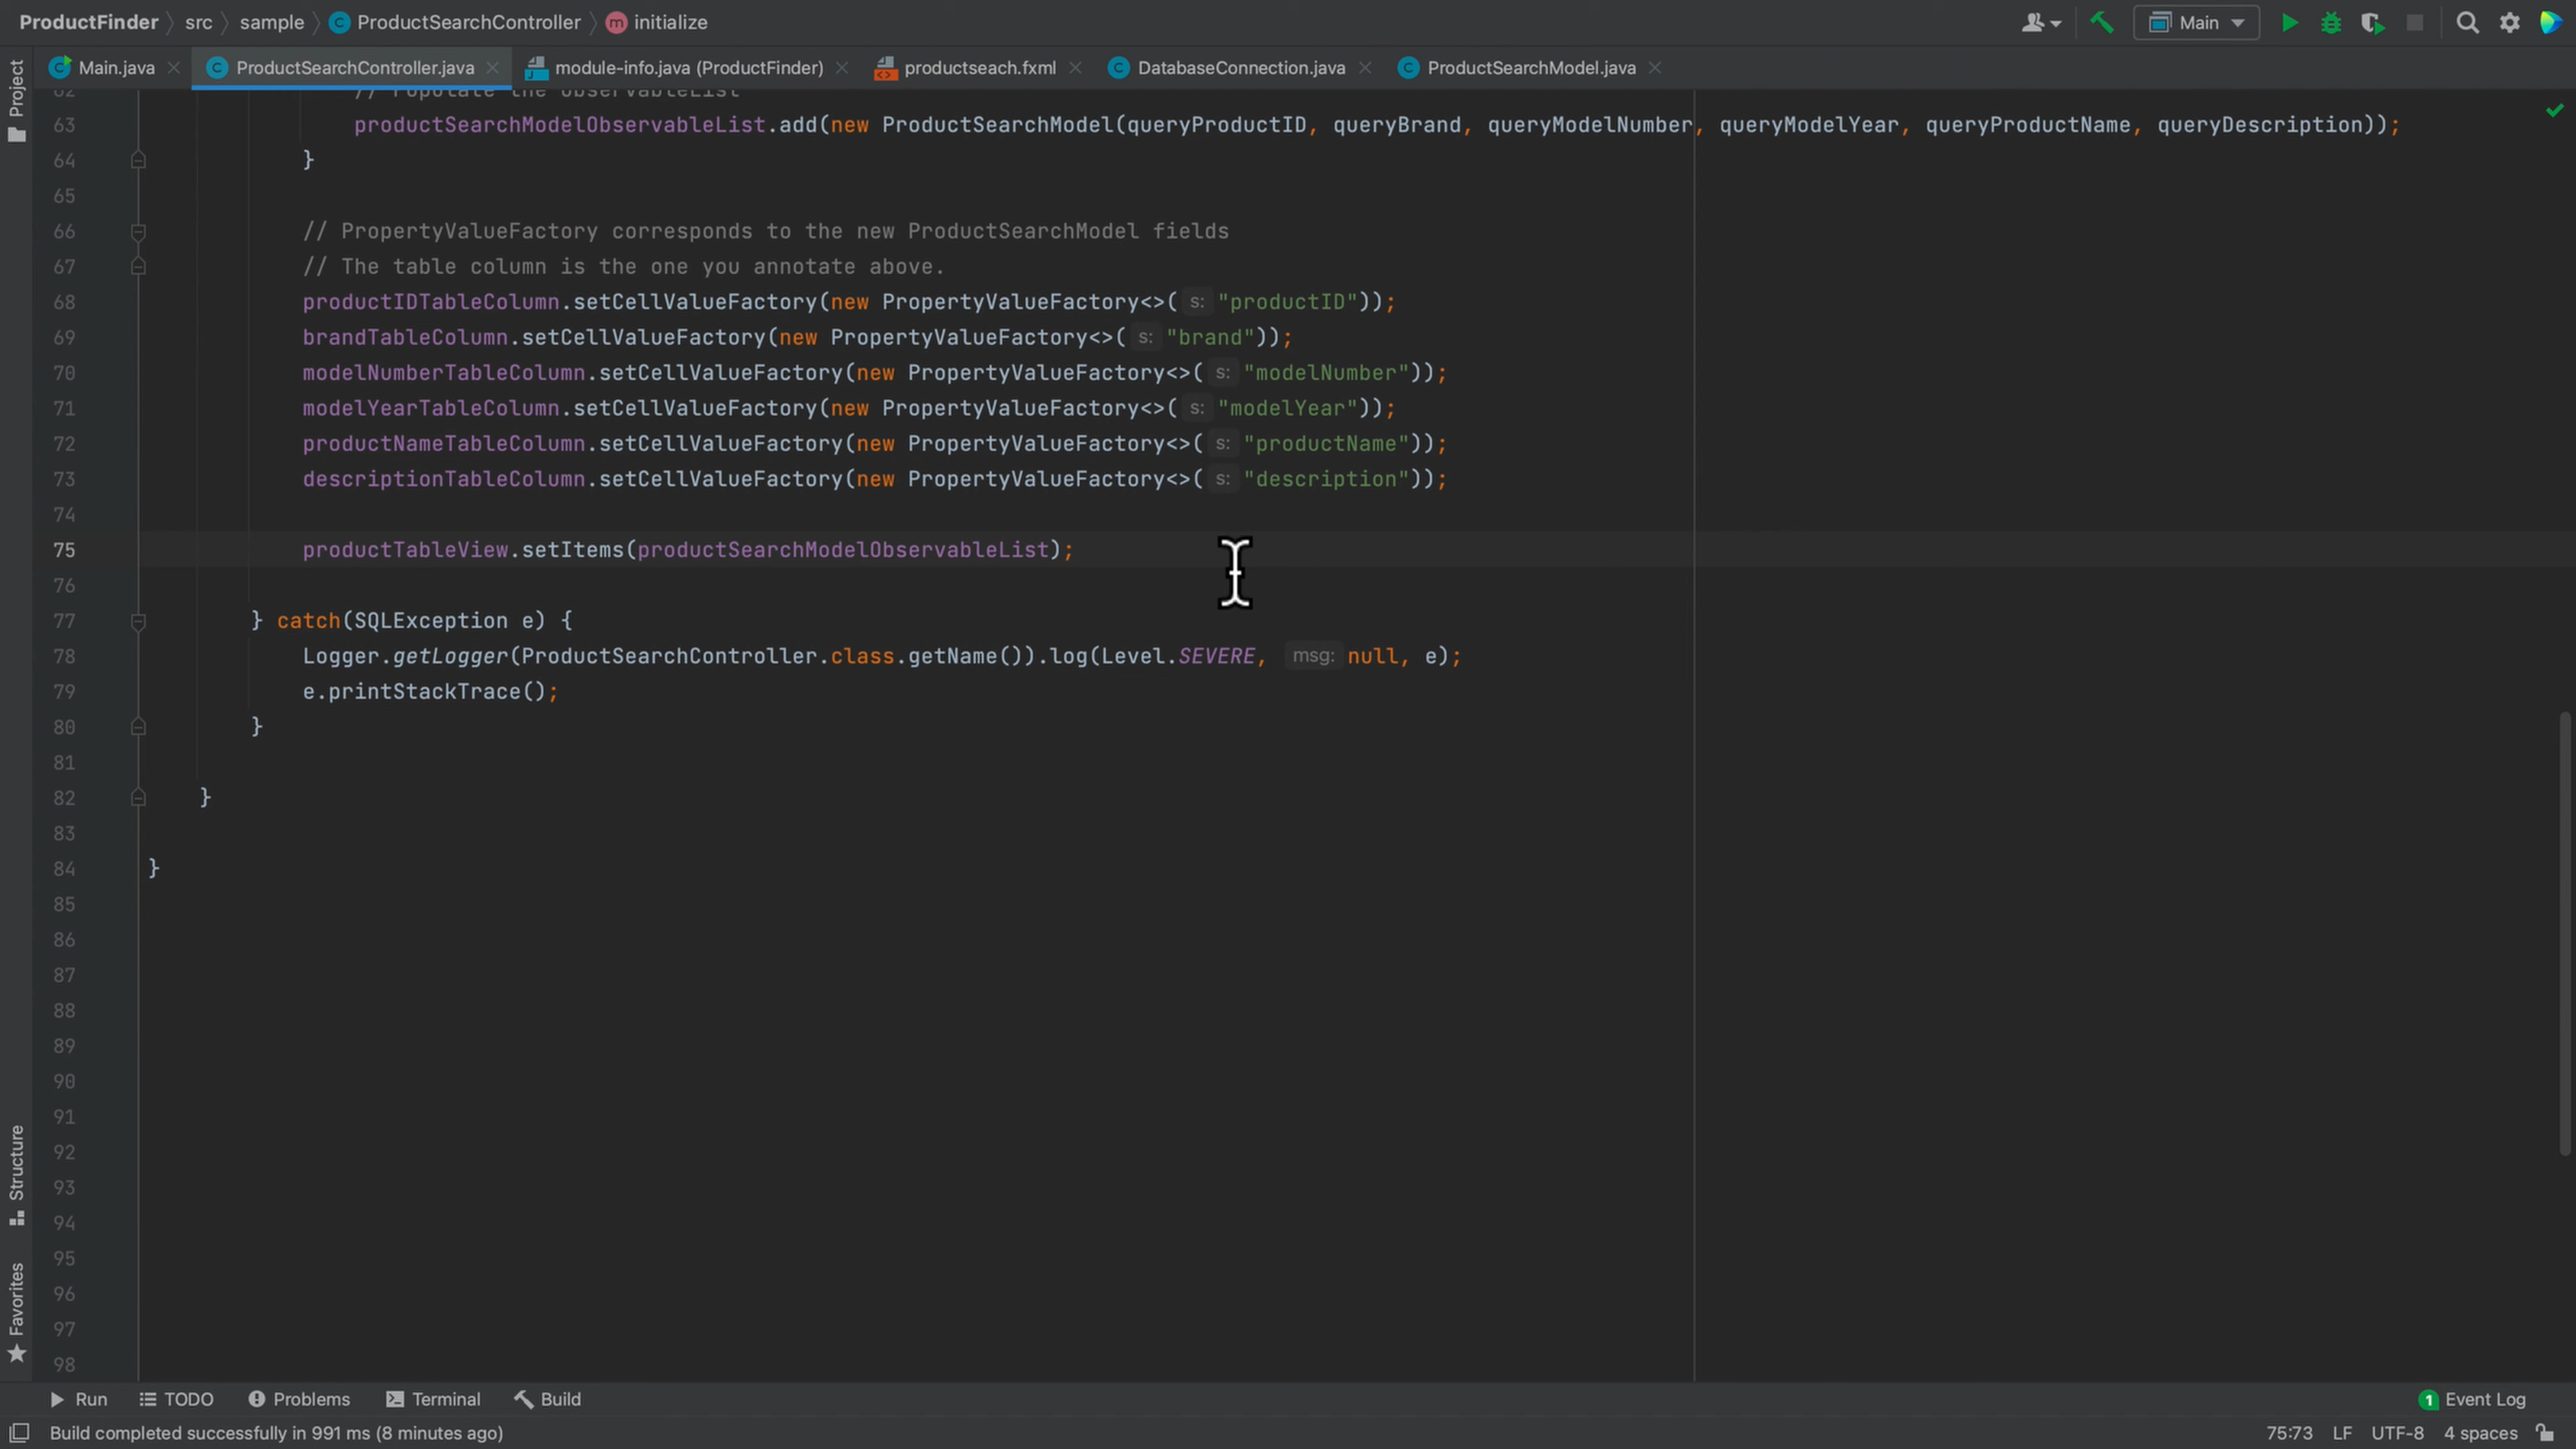 ProductFinder src sample ProductSearchController initialize Main
Main.java ProductSearchController.java module-info.java (ProductFinder) productseach.fxml DatabaseConnection.java ProductSearchModel.java
Project
62 // Populate the observableList
63 productSearchModelObservableList.add(new ProductSearchModel(queryProductID, queryBrand, queryModelNumber, queryModelYear, queryProductName, queryDescription));
64 }
65
66 // PropertyValueFactory corresponds to the new ProductSearchModel fields
67 // The table column is the one you annotate above.
68 productIDTableColumn.setCellValueFactory(new PropertyValueFactory<>( s: "productID"));
69 brandTableColumn.setCellValueFactory(new PropertyValueFactory<>( s: "brand"));
70 modelNumberTableColumn.setCellValueFactory(new PropertyValueFactory<>( s: "modelNumber"));
71 modelYearTableColumn.setCellValueFactory(new PropertyValueFactory<>( s: "modelYear"));
72 productNameTableColumn.setCellValueFactory(new PropertyValueFactory<>( s: "productName"));
73 descriptionTableColumn.setCellValueFactory(new PropertyValueFactory<>( s: "description"));
74
75 productTableView.setItems(productSearchModelObservableList);
76
77 } catch(SQLException e) {
78 Logger.getLogger(ProductSearchController.class.getName()).log(Level.SEVERE, msg: null, e);
79 e.printStackTrace();
80 }
81
82 }
83
84 }
85
86
87
88
89
90
91
92
93
94
95
96
97
98
Structure
Favorites
Run TODO Problems Terminal Build 1 Event Log
Build completed successfully in 991 ms (8 minutes ago) 75:73 LF UTF-8 4 spaces